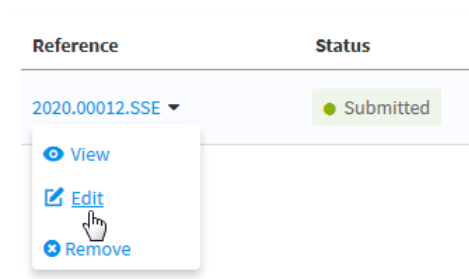 Reference Status
2020.00012.SSE Submitted
View
Edit
Remove